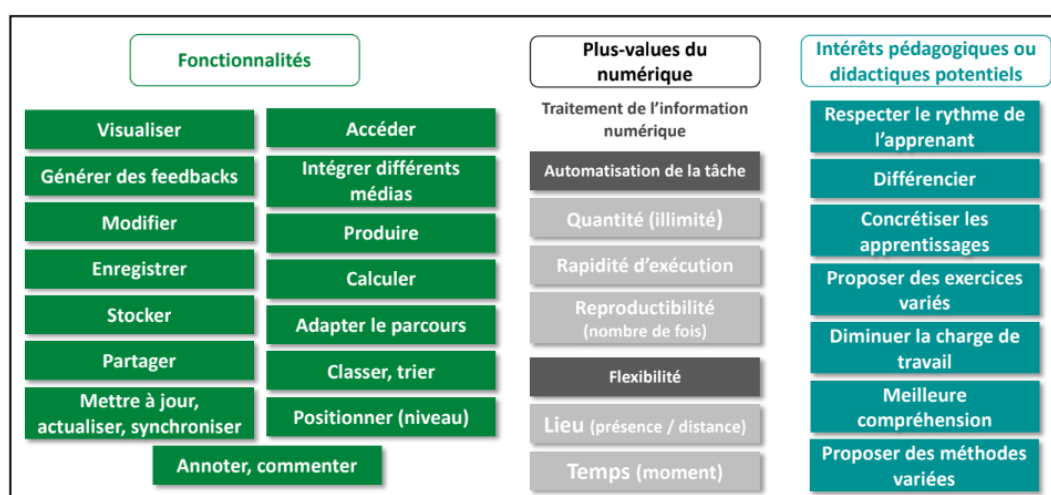 Fonctionnalités
Visualiser
Générer des feedbacks
Modifier
Enregistrer
Stocker
Partager
Mettre à jour,
actualiser, synchroniser
Accéder
Intégrer différents
médias
Produire
Calculer
Adapter le parcours
Classer, trier
Positionner (niveau)
Annoter, commenter
Plus-values du
numérique
Traitement de l'information
numérique
Automatisation de la tâche
Quantité (illimité)
Rapidité d'exécution
Reproductibilité
(nombre de fois)
Flexibilité
Lieu (présence / distance)
Temps (moment)
Intérêts pédagogiques ou
didactiques potentiels
Respecter le rythme de
l'apprenant
Différencier
Concrétiser les
apprentissages
Proposer des exercices
variés
Diminuer la charge de
travail
Meilleure
compréhension
Proposer des méthodes
variées